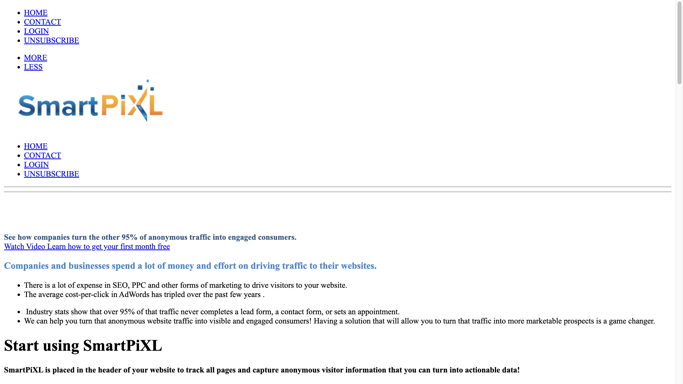 HOME
CONTACT
LOGIN
UNSUBSCRIBE
MORE
LESS
SmartPiXL
HOME
CONTACT
LOGIN
UNSUBSCRIBE
See how companies turn the other 95% of anonymous traffic into engaged consumers.
Watch Video Learn how to get your first month free
Companies and businesses spend a lot of money and effort on driving traffic to their websites.
There is a lot of expense in SEO, PPC and other forms of marketing to drive visitors to your website.
The average cost-per-click in AdWords has tripled over the past few years .
Industry stats show that over 95% of that traffic never completes a lead form, a contact form, or sets an appointment.
We can help you turn that anonymous website traffic into visible and engaged consumers! Having a solution that will allow you to turn that traffic into more marketable prospects is a game changer.
Start using SmartPiXL
SmartPiXL is placed in the header of your website to track all pages and capture anonymous visitor information that you can turn into actionable data!